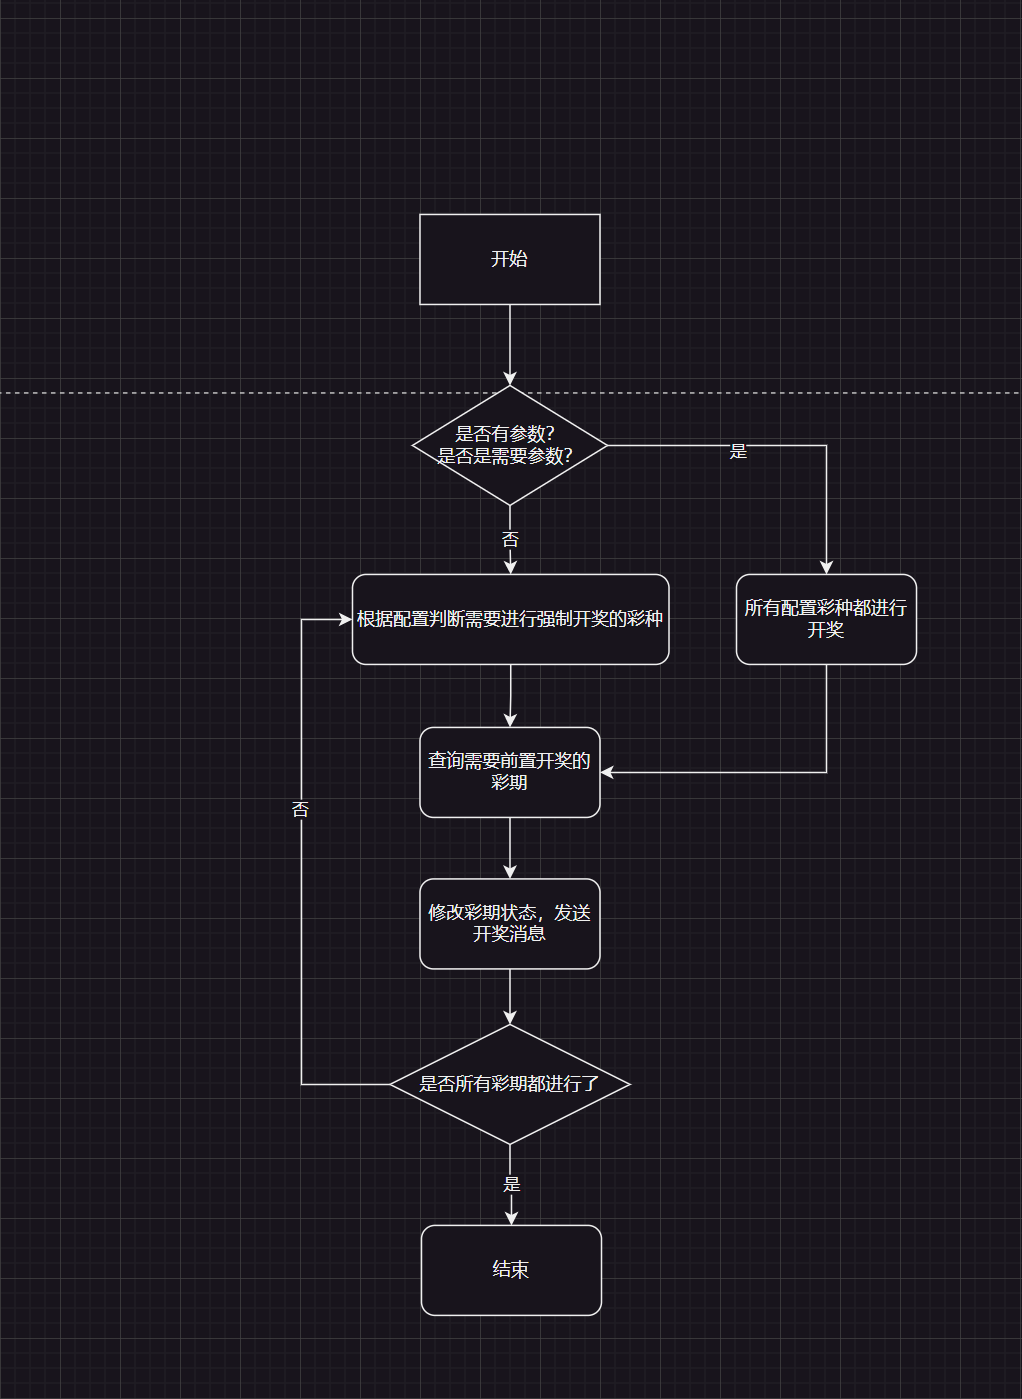 开始
是否有参数？
是否是需要参数？
是
否
根据配置判断需要进行强制开奖的彩种
所有配置彩种都进行
开奖
查询需要前置开奖的
彩期
否
修改彩期状态，发送
开奖消息
是否所有彩期都进行了
是
结束